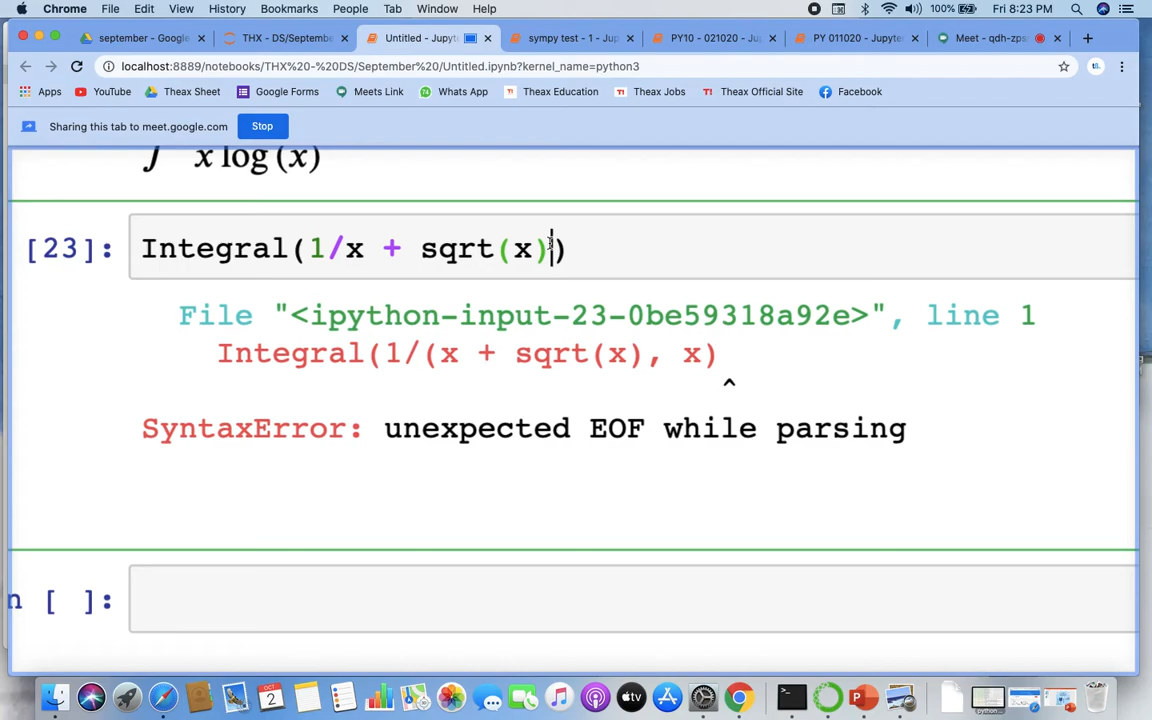 Chrome File Edit View History Bookmarks People Tab Window Help 100% Fri 8:23 PM
september - Google THX - DS/Septembe Untitled - Jupyt sympy test - 1 - Jup PY10 - 021020 - Ju PY 011020 - Jupyte Meet - qdh-zps
localhost:8889/notebooks/THX%20-%20DS/September%20/Untitled.ipynb?kernel_name=python3
Apps YouTube Theax Sheet Google Forms Meets Link Whats App Theax Education Theax Jobs Theax Official Site Facebook
Sharing this tab to meet.google.com Stop
∫ x log (x)
[23]: Integral(1/x + sqrt(x))
File "<ipython-input-23-0be59318a92e>", line 1
Integral(1/(x + sqrt(x), x)
^
SyntaxError: unexpected EOF while parsing
n [ ]:
OCT
2